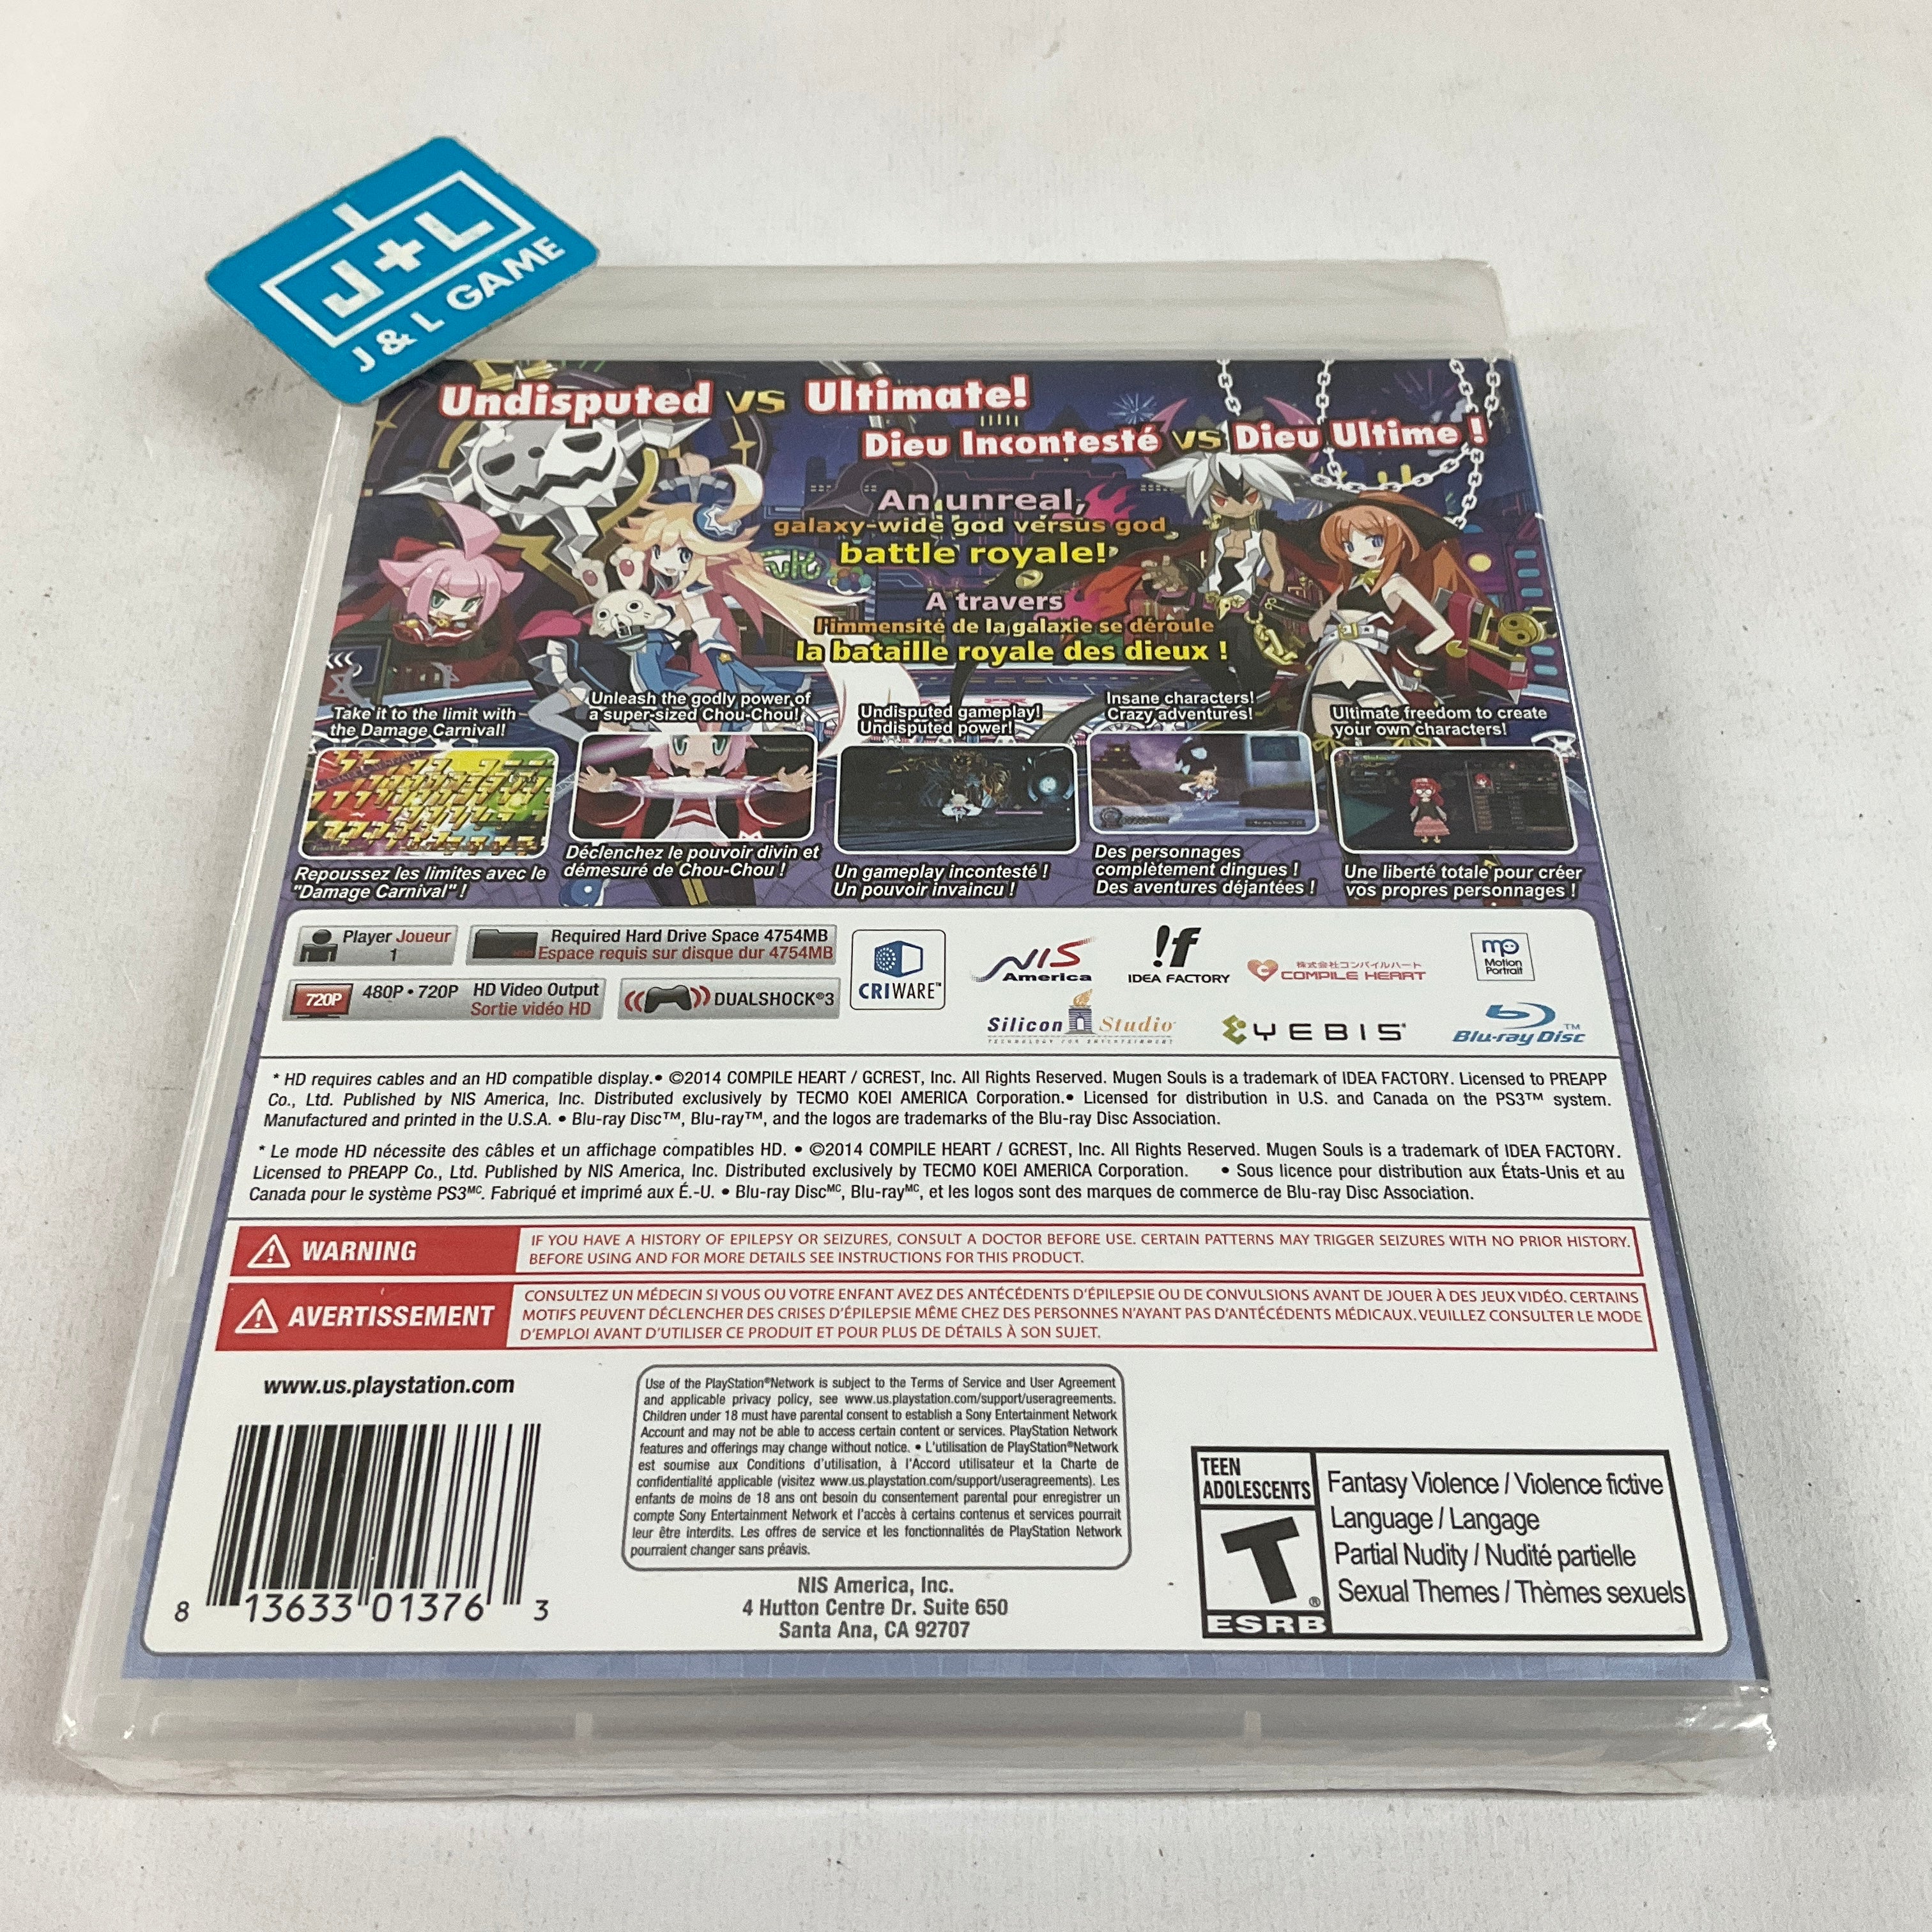 J+L
J & L GAME
Undisputed vs Ultimate!
Dieu Incontesté vs Dieu Ultime !
An unreal,
galaxy-wide god versus god
battle royale!
A travers
l'immensité de la galaxie se déroule
la bataille royale des dieux !
Take it to the limit with
the Damage Carnival!
Unleash the godly power of
a super-sized Chou-Chou!
Undisputed gameplay!
Undisputed power!
Insane characters!
Crazy adventures!
Ultimate freedom to create
your own characters!
Repoussez les limites avec le
"Damage Carnival" !
Déclenchez le pouvoir divin et
démesuré de Chou-Chou !
Un gameplay incontesté !
Un pouvoir invaincu !
Des personnages
complètement dingues !
Des aventures déjantées !
Une liberté totale pour créer
vos propres personnages !
Player Joueur
1
Required Hard Drive Space 4754MB
Espace requis sur disque dur 4754MB
720P
480P • 720P
HD Video Output
Sortie vidéo HD
DUALSHOCK®3
CRIWARE™
NIS
America
!f
IDEA FACTORY
株式会社コンパイルハート
COMPILE HEART
mp
Motion
Portrait
Silicon Studio
TECHNOLOGY FOR ENTERTAINMENT
YEBIS
Blu-ray Disc™
* HD requires cables and an HD compatible display.• ©2014 COMPILE HEART / GCREST, Inc. All Rights Reserved. Mugen Souls is a trademark of IDEA FACTORY. Licensed to PREAPP
Co., Ltd. Published by NIS America, Inc. Distributed exclusively by TECMO KOEI AMERICA Corporation.• Licensed for distribution in U.S. and Canada on the PS3™ system.
Manufactured and printed in the U.S.A. • Blu-ray Disc™, Blu-ray™, and the logos are trademarks of the Blu-ray Disc Association.
* Le mode HD nécessite des câbles et un affichage compatibles HD. • ©2014 COMPILE HEART / GCREST, Inc. All Rights Reserved. Mugen Souls is a trademark of IDEA FACTORY.
Licensed to PREAPP Co., Ltd. Published by NIS America, Inc. Distributed exclusively by TECMO KOEI AMERICA Corporation. • Sous licence pour distribution aux États-Unis et au
Canada pour le système PS3MC. Fabriqué et imprimé aux É.-U. • Blu-ray DiscMC, Blu-rayMC, et les logos sont des marques de commerce de Blu-ray Disc Association.
WARNING
IF YOU HAVE A HISTORY OF EPILEPSY OR SEIZURES, CONSULT A DOCTOR BEFORE USE. CERTAIN PATTERNS MAY TRIGGER SEIZURES WITH NO PRIOR HISTORY.
BEFORE USING AND FOR MORE DETAILS SEE INSTRUCTIONS FOR THIS PRODUCT.
AVERTISSEMENT
CONSULTEZ UN MÉDECIN SI VOUS OU VOTRE ENFANT AVEZ DES ANTÉCÉDENTS D'ÉPILEPSIE OU DE CONVULSIONS AVANT DE JOUER À DES JEUX VIDÉO. CERTAINS
MOTIFS PEUVENT DÉCLENCHER DES CRISES D'ÉPILEPSIE MÊME CHEZ DES PERSONNES N'AYANT PAS D'ANTÉCÉDENTS MÉDICAUX. VEUILLEZ CONSULTER LE MODE
D'EMPLOI AVANT D'UTILISER CE PRODUIT ET POUR PLUS DE DÉTAILS À SON SUJET.
www.us.playstation.com
8 13633 01376 3
Use of the PlayStation®Network is subject to the Terms of Service and User Agreement
and applicable privacy policy, see www.us.playstation.com/support/useragreements.
Children under 18 must have parental consent to establish a Sony Entertainment Network
Account and may not be able to access certain content or services. PlayStation Network
features and offerings may change without notice. • L'utilisation de PlayStation®Network
est soumise aux Conditions d'utilisation, à l'Accord utilisateur et la Charte de
confidentialité applicable (visitez www.us.playstation.com/support/useragreements). Les
enfants de moins de 18 ans ont besoin du consentement parental pour enregistrer un
compte Sony Entertainment Network et l'accès à certains contenus et services pourrait
leur être interdits. Les offres de service et les fonctionnalités de PlayStation Network
pourraient changer sans préavis.
NIS America, Inc.
4 Hutton Centre Dr. Suite 650
Santa Ana, CA 92707
TEEN
ADOLESCENTS
T®
ESRB
Fantasy Violence / Violence fictive
Language / Langage
Partial Nudity / Nudité partielle
Sexual Themes / Thèmes sexuels